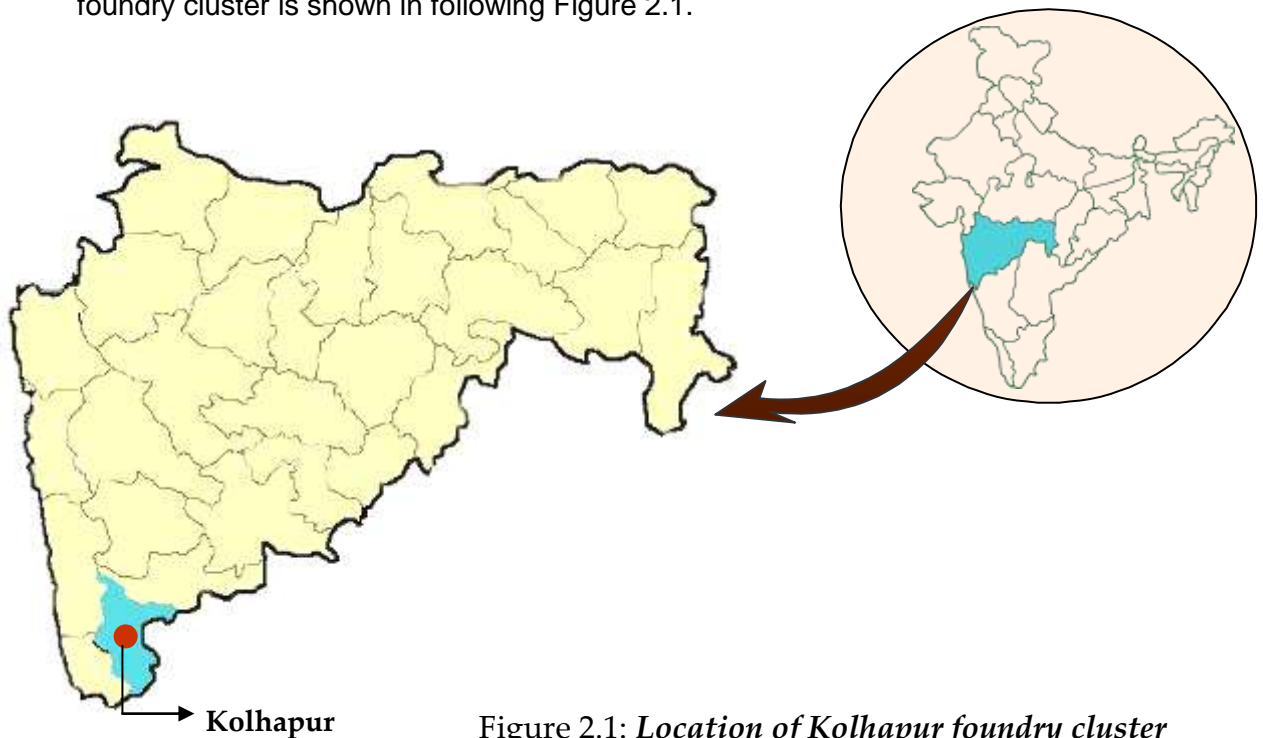 foundry cluster is shown in following Figure 2.1.
Kolhapur
Figure 2.1: Location of Kolhapur foundry cluster